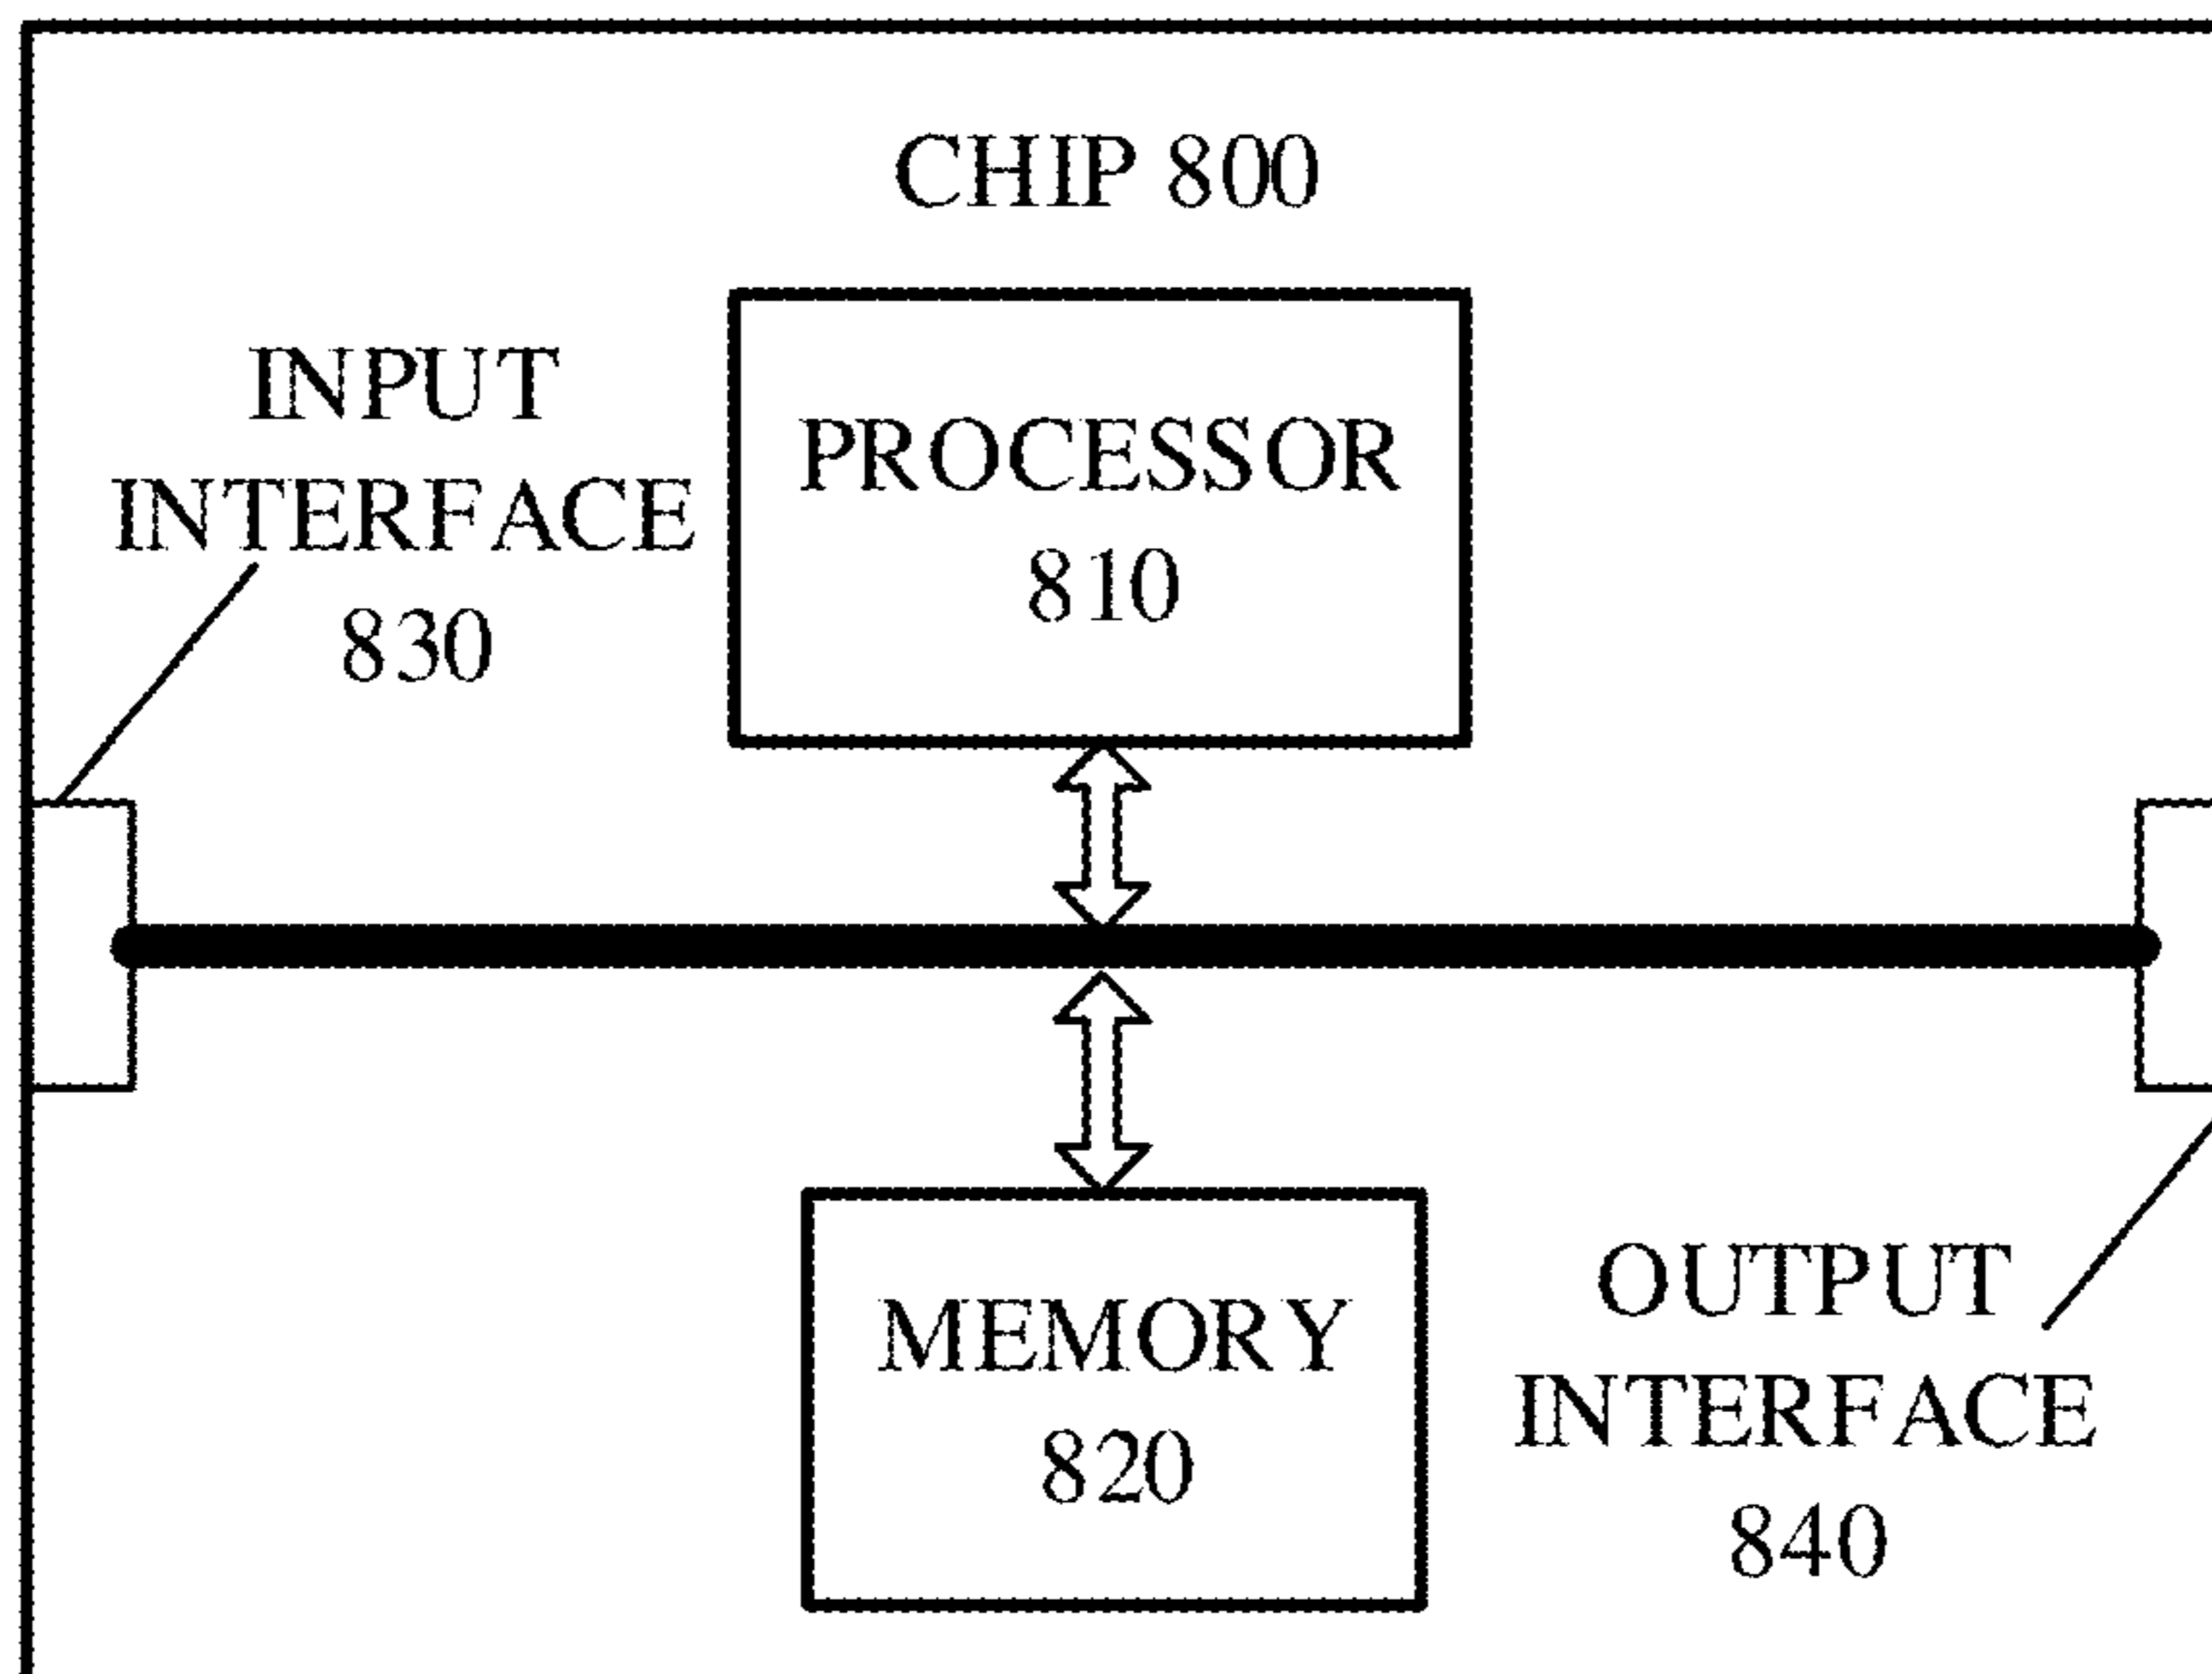 CHIP 800
INPUT
INTERFACE
830
PROCESSOR
810
MEMORY
820
OUTPUT
INTERFACE
840